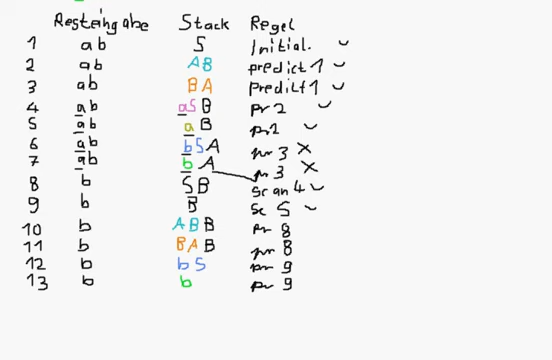 Resteingabe Stack Regel
1 ab S Initial. ✓
2 ab AB predict 1 ✓
3 ab BA predict 1 ✓
4 ab aSB pr 2 ✓
5 ab aB pr 2 ✓
6 ab bSA pr 3 ×
7 ab bA pr 3 ×
8 b SB scan 4 ✓
9 b B sc 5 ✓
10 b ABB pr 8
11 b BAB pr 8
12 b bS pr 9
13 b b pr 9